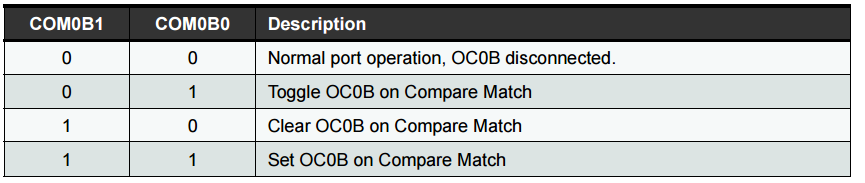 COM0B1 COM0B0 Description
0 0 Normal port operation, OC0B disconnected.
0 1 Toggle OC0B on Compare Match
1 0 Clear OC0B on Compare Match
1 1 Set OC0B on Compare Match